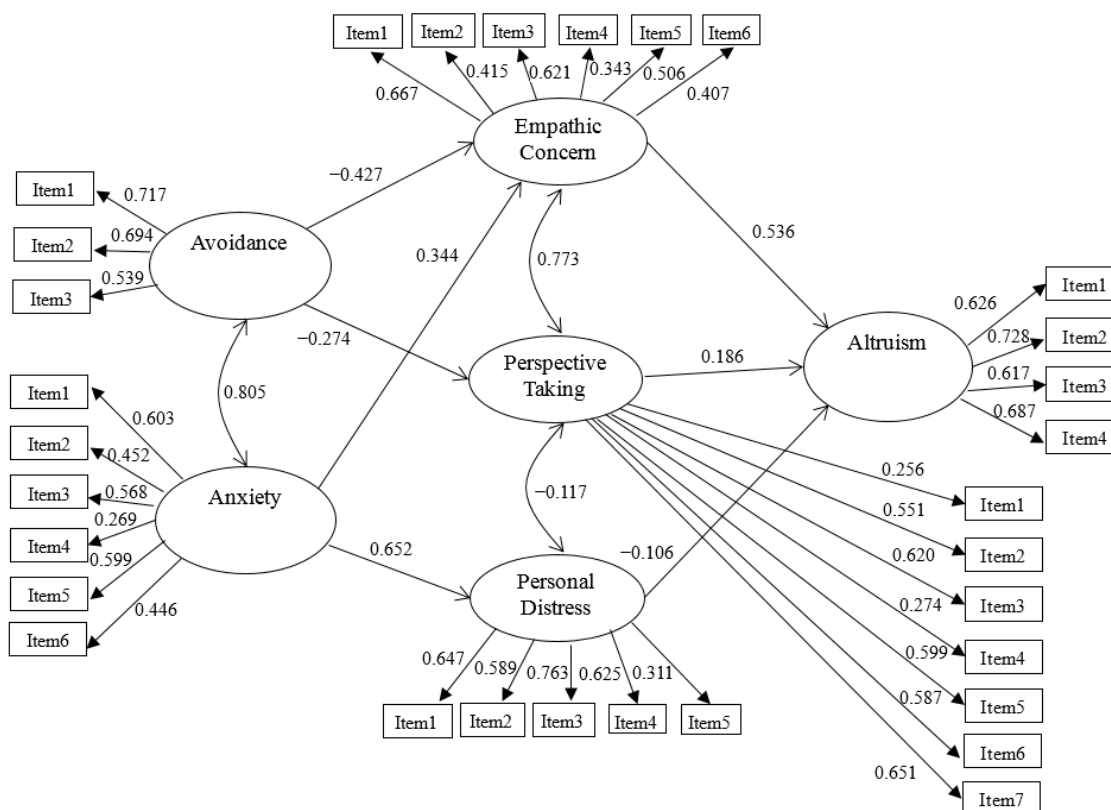 Item1
Item2
Item3
Item4
Item5
Item6
0.667
0.415
0.621
0.343
0.506
0.407
Empathic
Concern
−0.427
Item1
0.717
Item2
0.694
Item3
0.539
Avoidance
0.344
0.773
0.536
−0.274
Perspective
Taking
0.186
Altruism
0.626
Item1
0.728
Item2
0.617
Item3
0.687
Item4
0.805
Item1
0.603
Item2
0.452
Item3
0.568
Item4
0.269
Item5
0.599
Item6
0.446
Anxiety
0.652
−0.117
−0.106
Personal
Distress
0.647
0.589
0.763
0.625
0.311
Item1
Item2
Item3
Item4
Item5
0.256
Item1
0.551
Item2
0.620
Item3
0.274
Item4
0.599
Item5
0.587
Item6
0.651
Item7